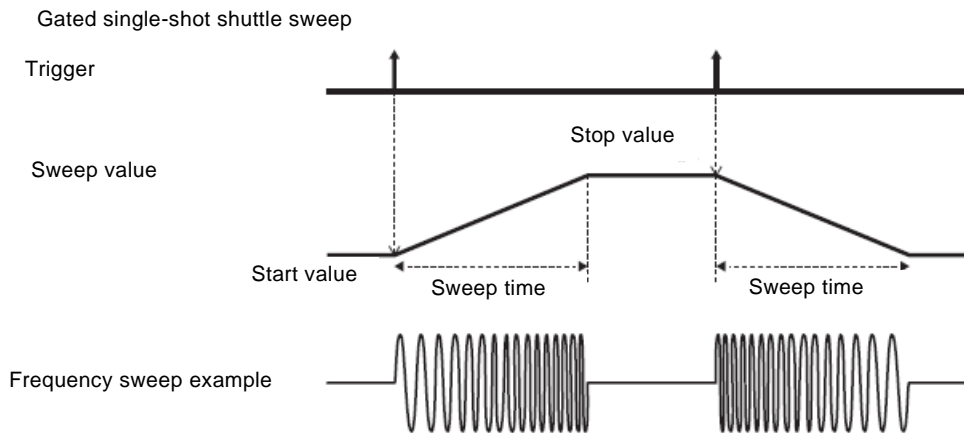 Gated single-shot shuttle sweep
Trigger
Stop value
Sweep value
Start value
Sweep time
Sweep time
Frequency sweep example